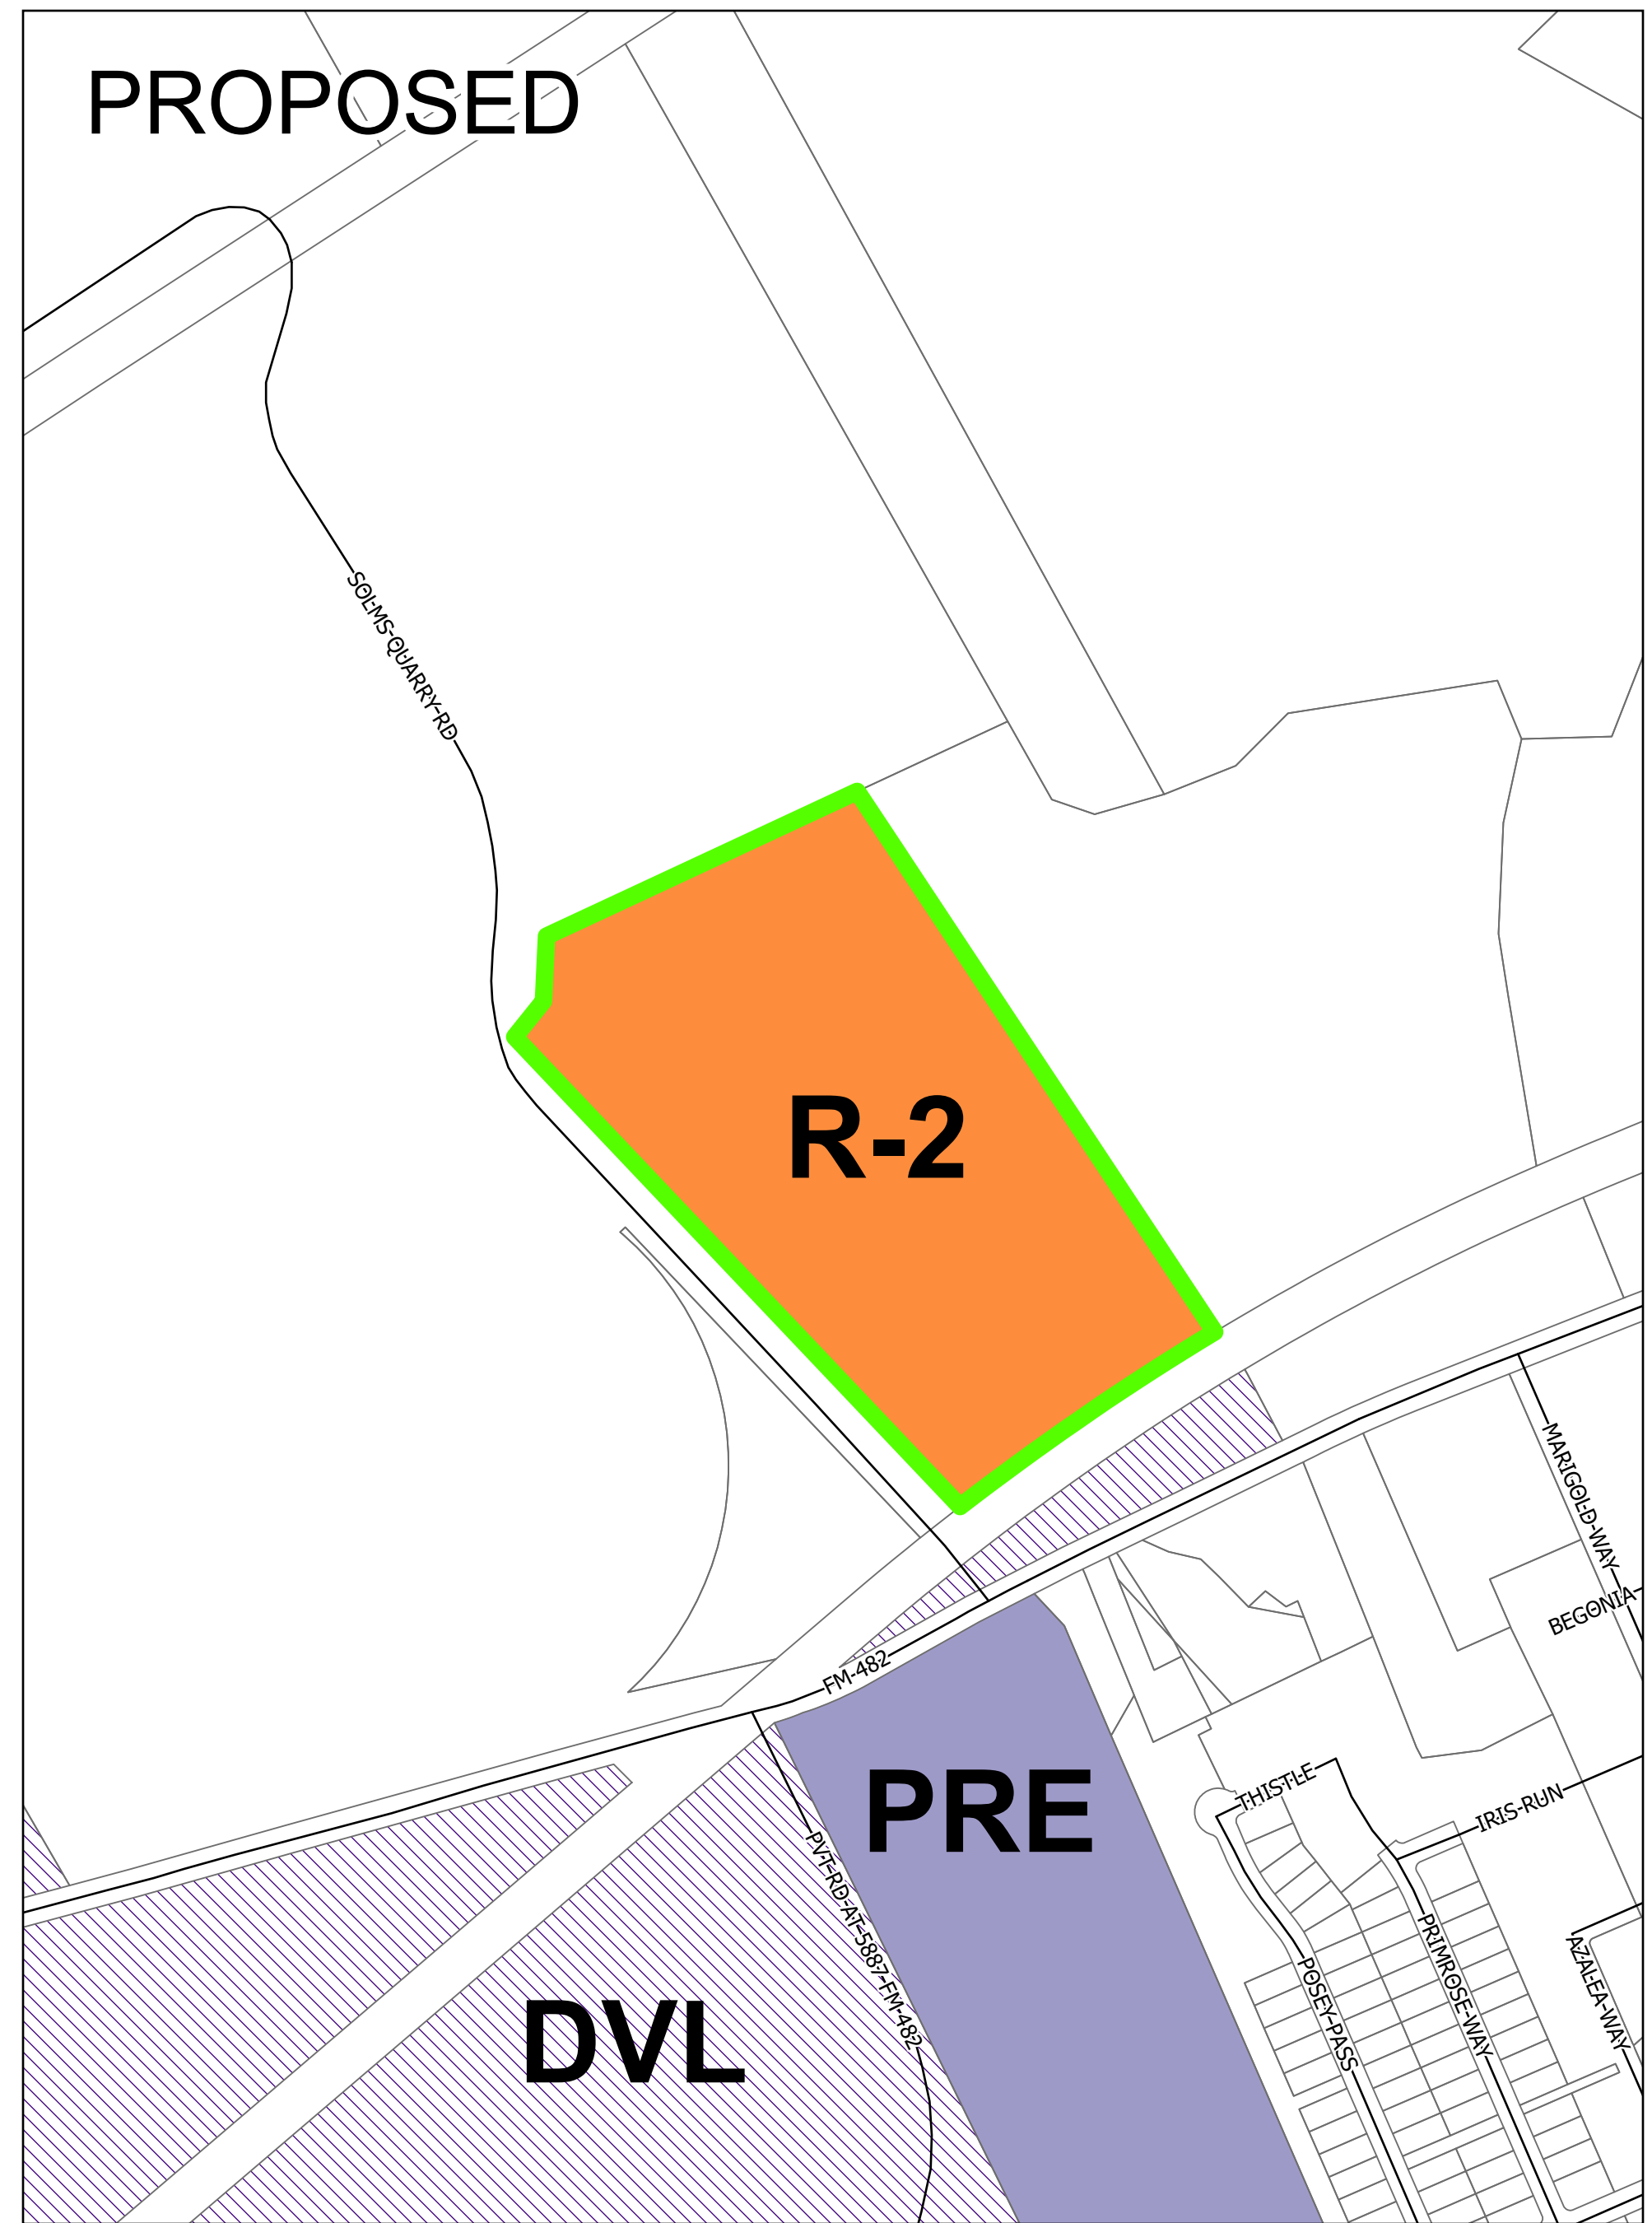 PROPOSED
SOLMS-QUARRY-RD
R-2
MARIGOLD-WAY
BEGONIA
FM-482
THISTLE
IRIS-RUN
PRE
PVT-RD-AT-5887-FM-482
PRIMROSE-WAY
AZALEA-WAY
POSEY-PASS
DVL